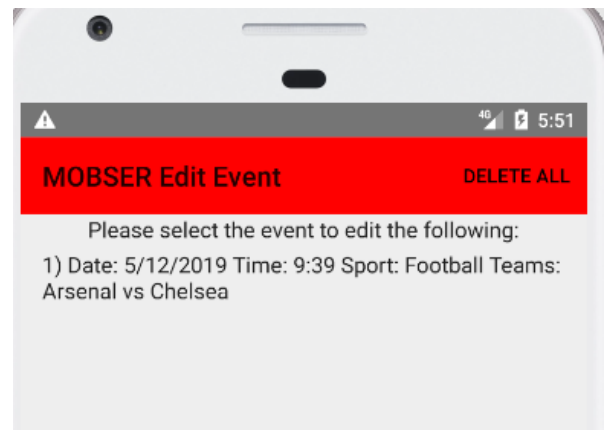 4G 5:51
MOBSER Edit Event DELETE ALL
Please select the event to edit the following:
1) Date: 5/12/2019 Time: 9:39 Sport: Football Teams:
Arsenal vs Chelsea